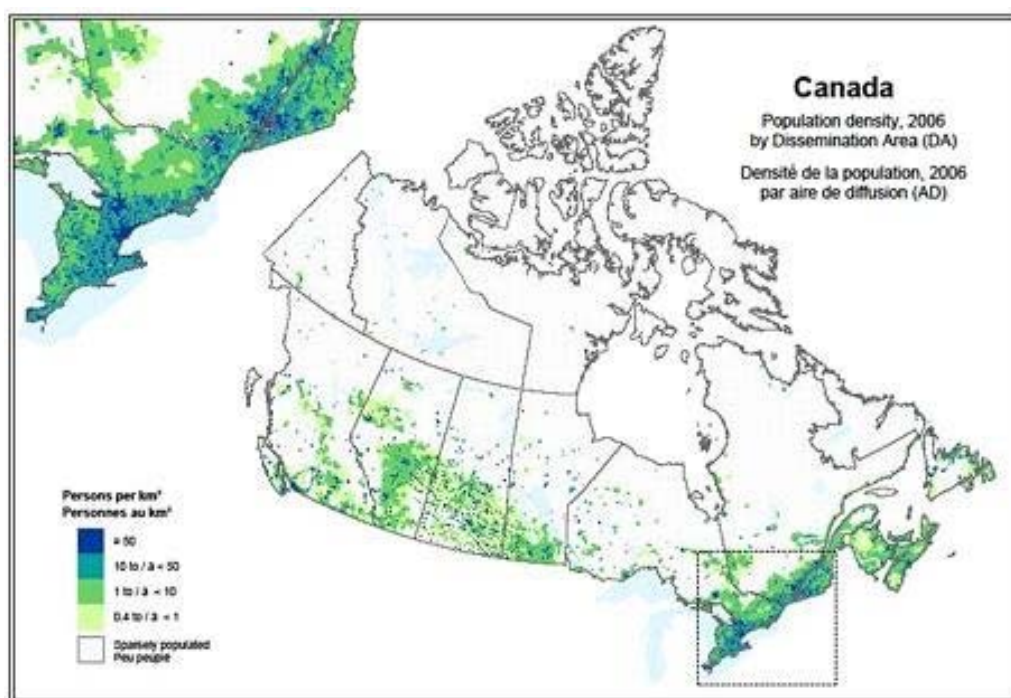 Canada
Population density, 2006
by Dissemination Area (DA)
Densité de la population, 2006
par aire de diffusion (AD)
Persons per km²
Personnes au km²
≥ 50
10 to / à < 50
1 to / à < 10
0.4 to / à < 1
Sparsely populated
Peu peuplé